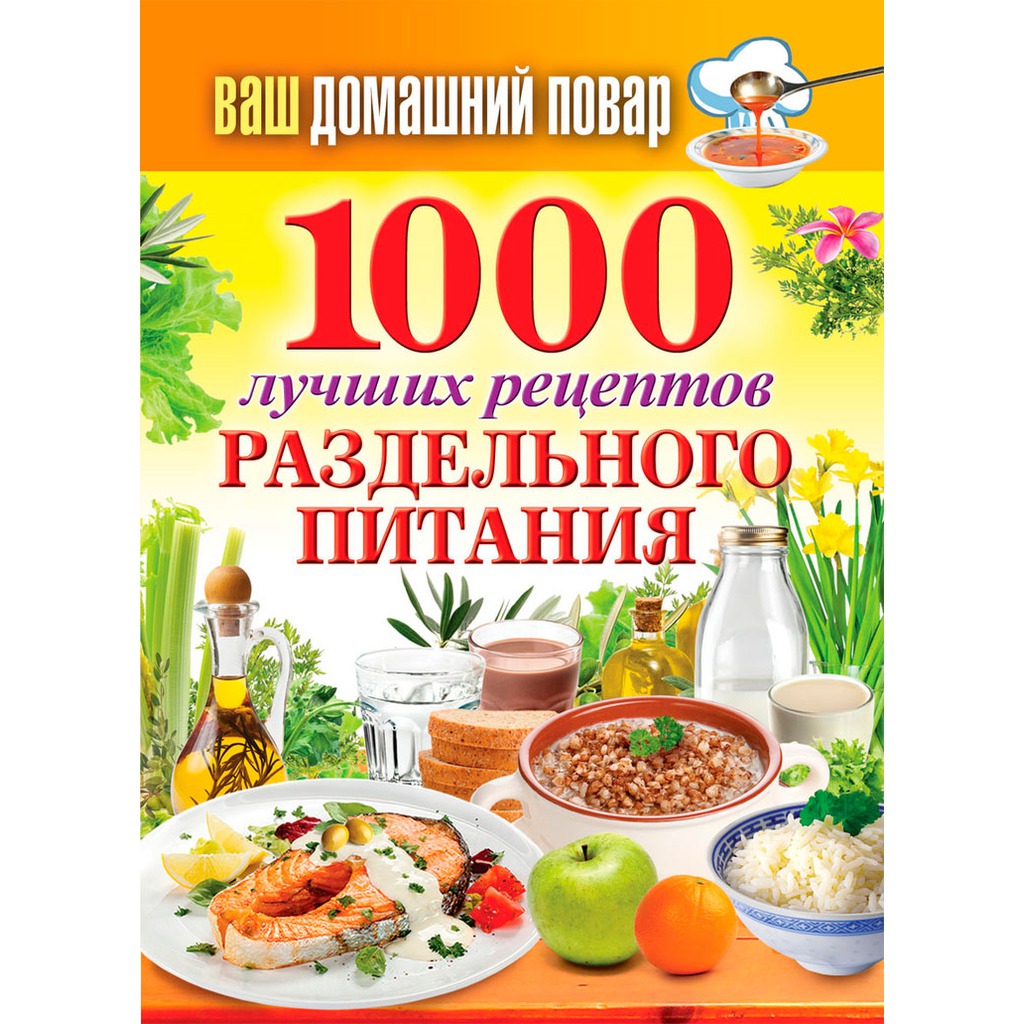 ваш домашний повар
1000
лучших рецептов
РАЗДЕЛЬНОГО
ПИТАНИЯ